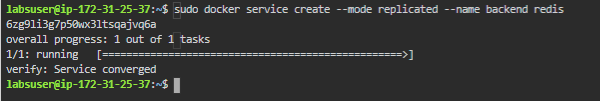 labsuser@ip-172-31-25-37:~$ sudo docker service create --mode replicated --name backend redis
6zg9li3g7p50wx3ltsqajvq6a
overall progress: 1 out of 1 tasks
1/1: running   [==================================================>]
verify: Service converged
labsuser@ip-172-31-25-37:~$